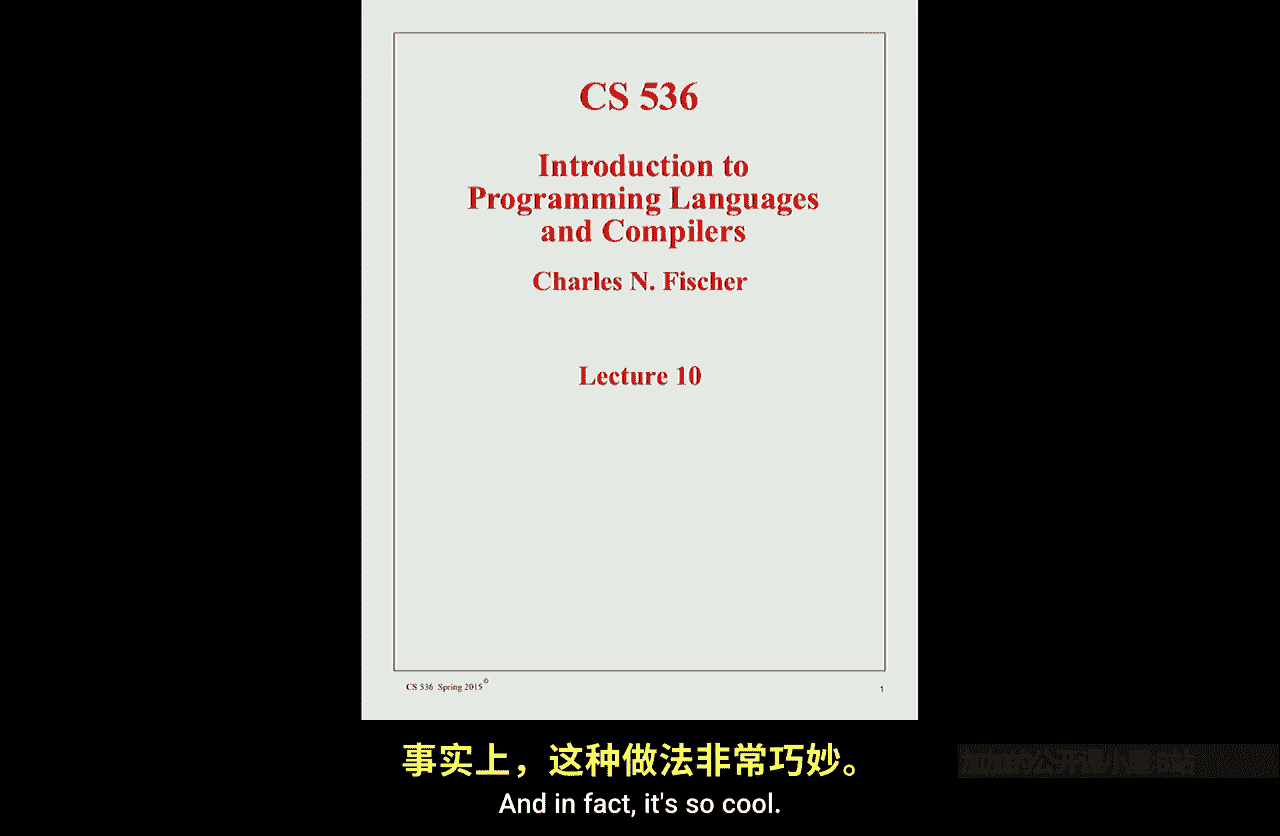 CS 536
Introduction to
Programming Languages
and Compilers
Charles N. Fischer
Lecture 10
CS 536 Spring 2015©
1
事实上，这种做法非常巧妙。
And in fact, it's so cool.